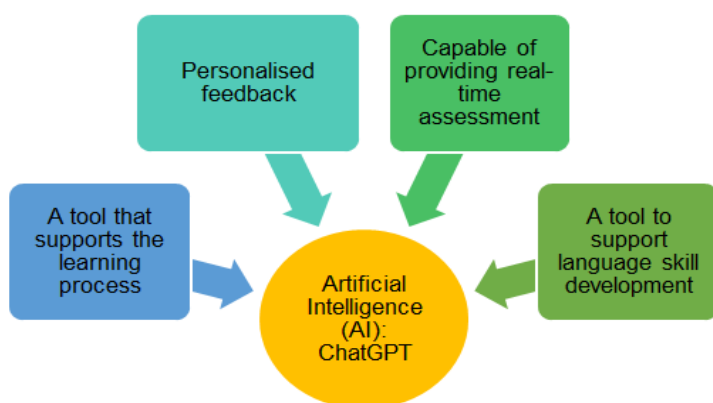 Personalised
feedback
Capable of
providing real-
time
assessment
A tool that
supports the
learning
process
A tool to
support
language skill
development
Artificial
Intelligence
(AI):
ChatGPT